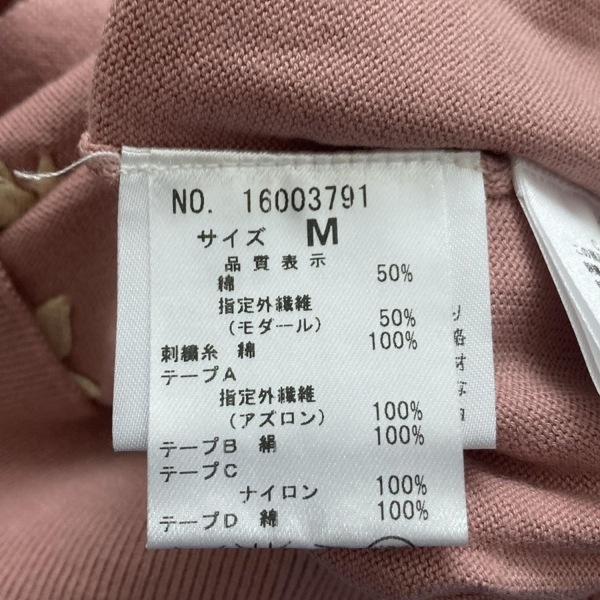 NO. 16003791
サイズ M
品質表示
綿 50%
指定外繊維
(モダール) 50%
刺繍糸 綿 100%
テープA
指定外繊維
(アズロン) 100%
テープB 絹 100%
テープC
ナイロン 100%
テープD 綿 100%